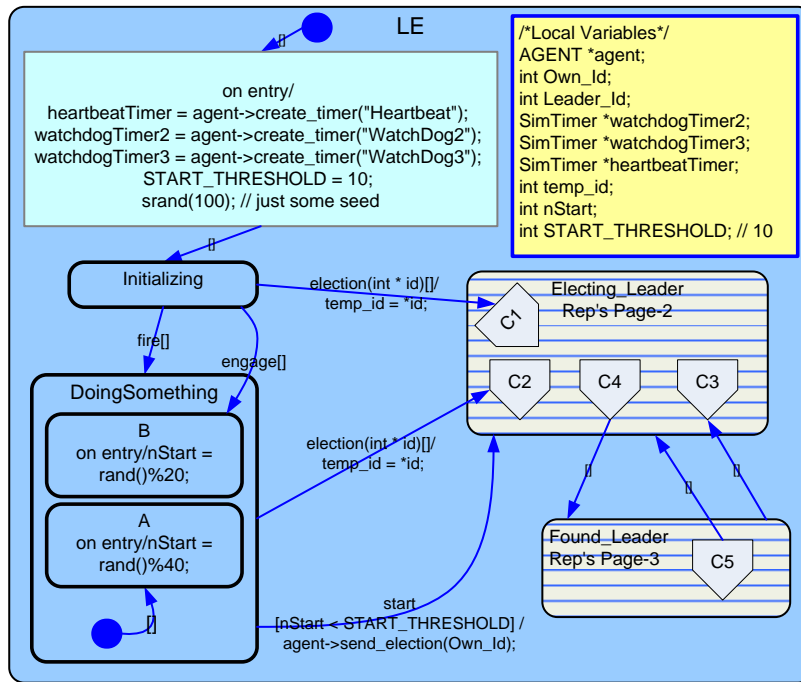 LE
[]
on entry/
heartbeatTimer = agent->create_timer("Heartbeat");
watchdogTimer2 = agent->create_timer("WatchDog2");
watchdogTimer3 = agent->create_timer("WatchDog3");
START_THRESHOLD = 10;
srand(100); // just some seed
/*Local Variables*/
AGENT *agent;
int Own_Id;
int Leader_Id;
SimTimer *watchdogTimer2;
SimTimer *watchdogTimer3;
SimTimer *heartbeatTimer;
int temp_id;
int nStart;
int START_THRESHOLD; // 10
[]
Initializing
election(int * id)[]/
temp_id = *id;
Electing_Leader
Rep's Page-2
C1
fire[]
engage[]
C2
C4
C3
DoingSomething
B
on entry/nStart =
rand()%20;
election(int * id)[]/
temp_id = *id;
[]
[]
[]
A
on entry/nStart =
rand()%40;
Found_Leader
Rep's Page-3
C5
[]
start
[nStart < START_THRESHOLD] /
agent->send_election(Own_Id);